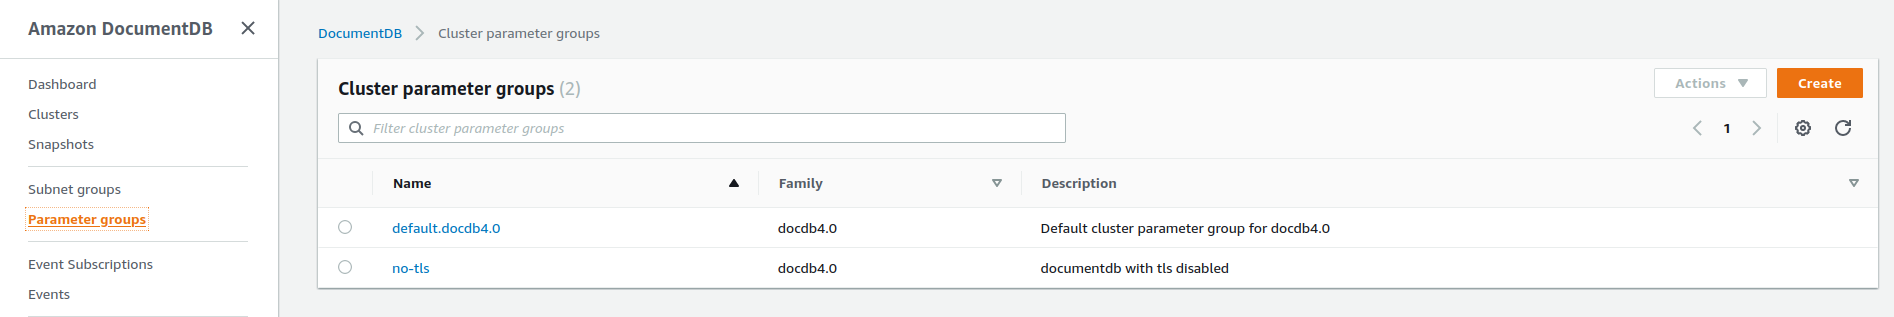 Amazon DocumentDB
Dashboard
Clusters
Snapshots
Subnet groups
Parameter groups
Event Subscriptions
Events
DocumentDB Cluster parameter groups
Cluster parameter groups (2)
Actions Create
Filter cluster parameter groups
1
Name Family Description
default.docdb4.0 docdb4.0 Default cluster parameter group for docdb4.0
no-tls docdb4.0 documentdb with tls disabled